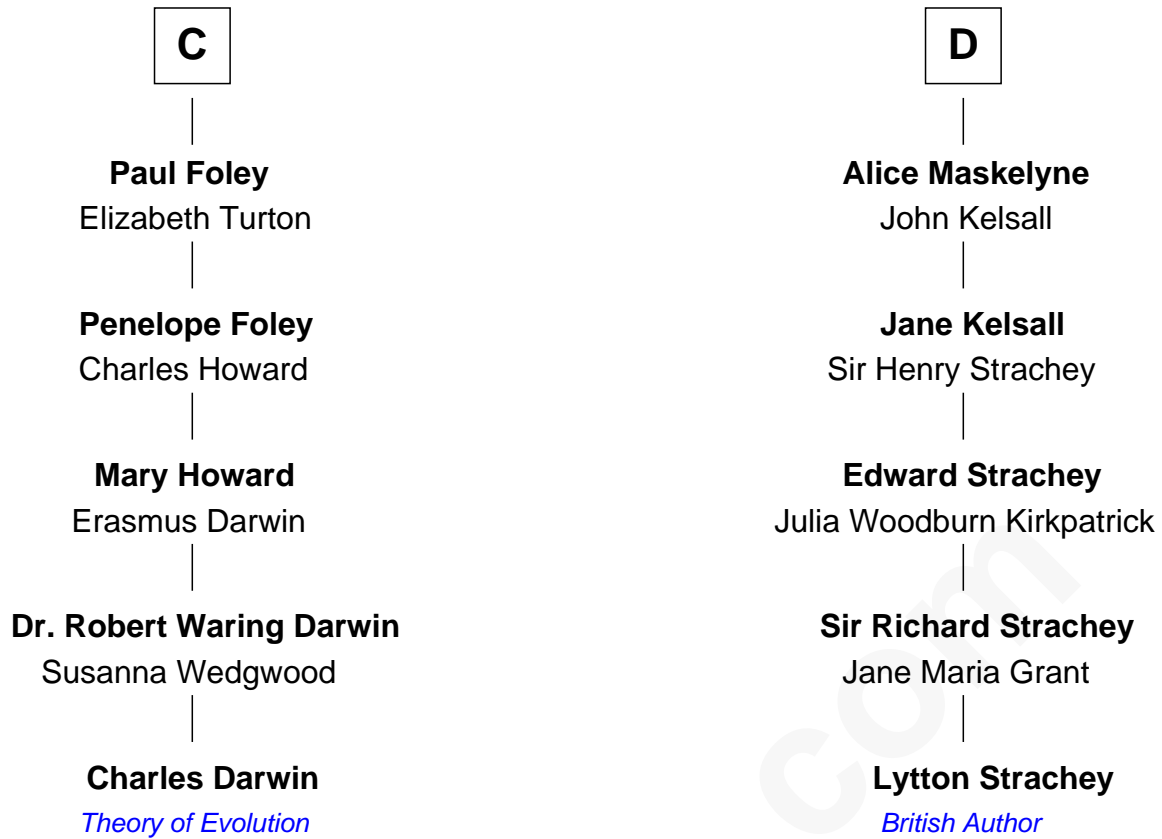 C
Paul Foley
Elizabeth Turton
Penelope Foley
Charles Howard
Mary Howard
Erasmus Darwin
Dr. Robert Waring Darwin
Susanna Wedgwood
Charles Darwin
Theory of Evolution
D
Alice Maskelyne
John Kelsall
Jane Kelsall
Sir Henry Strachey
Edward Strachey
Julia Woodburn Kirkpatrick
Sir Richard Strachey
Jane Maria Grant
Lytton Strachey
British Author
com